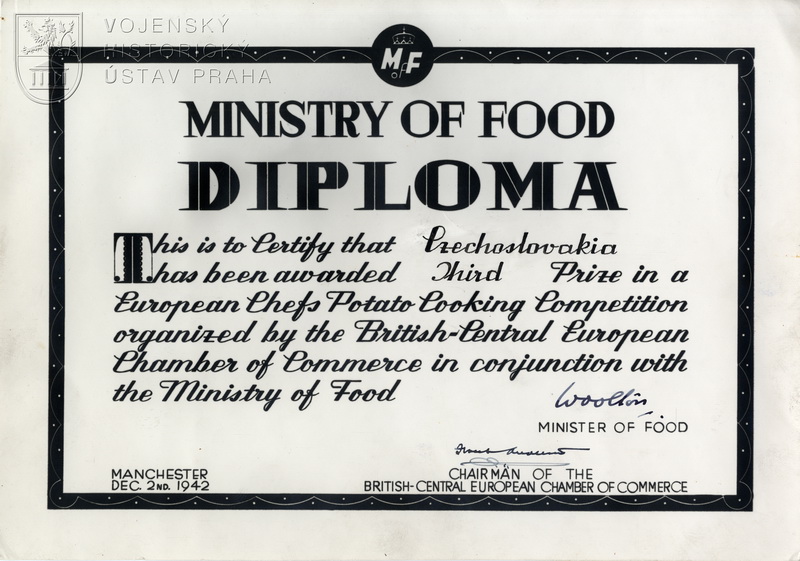 VOJENSKÝ
HISTORICKÝ
ÚSTAV PRAHA
M of F
MINISTRY OF FOOD
DIPLOMA
This is to Certify that Czechoslovakia
has been awarded Third Prize in a
European Chefs Potato Cooking Competition
organized by the British-Central European
Chamber of Commerce in conjunction with
the Ministry of Food
Woolton
MINISTER OF FOOD
MANCHESTER
DEC. 2ND. 1942
CHAIRMAN OF THE
BRITISH-CENTRAL EUROPEAN CHAMBER OF COMMERCE